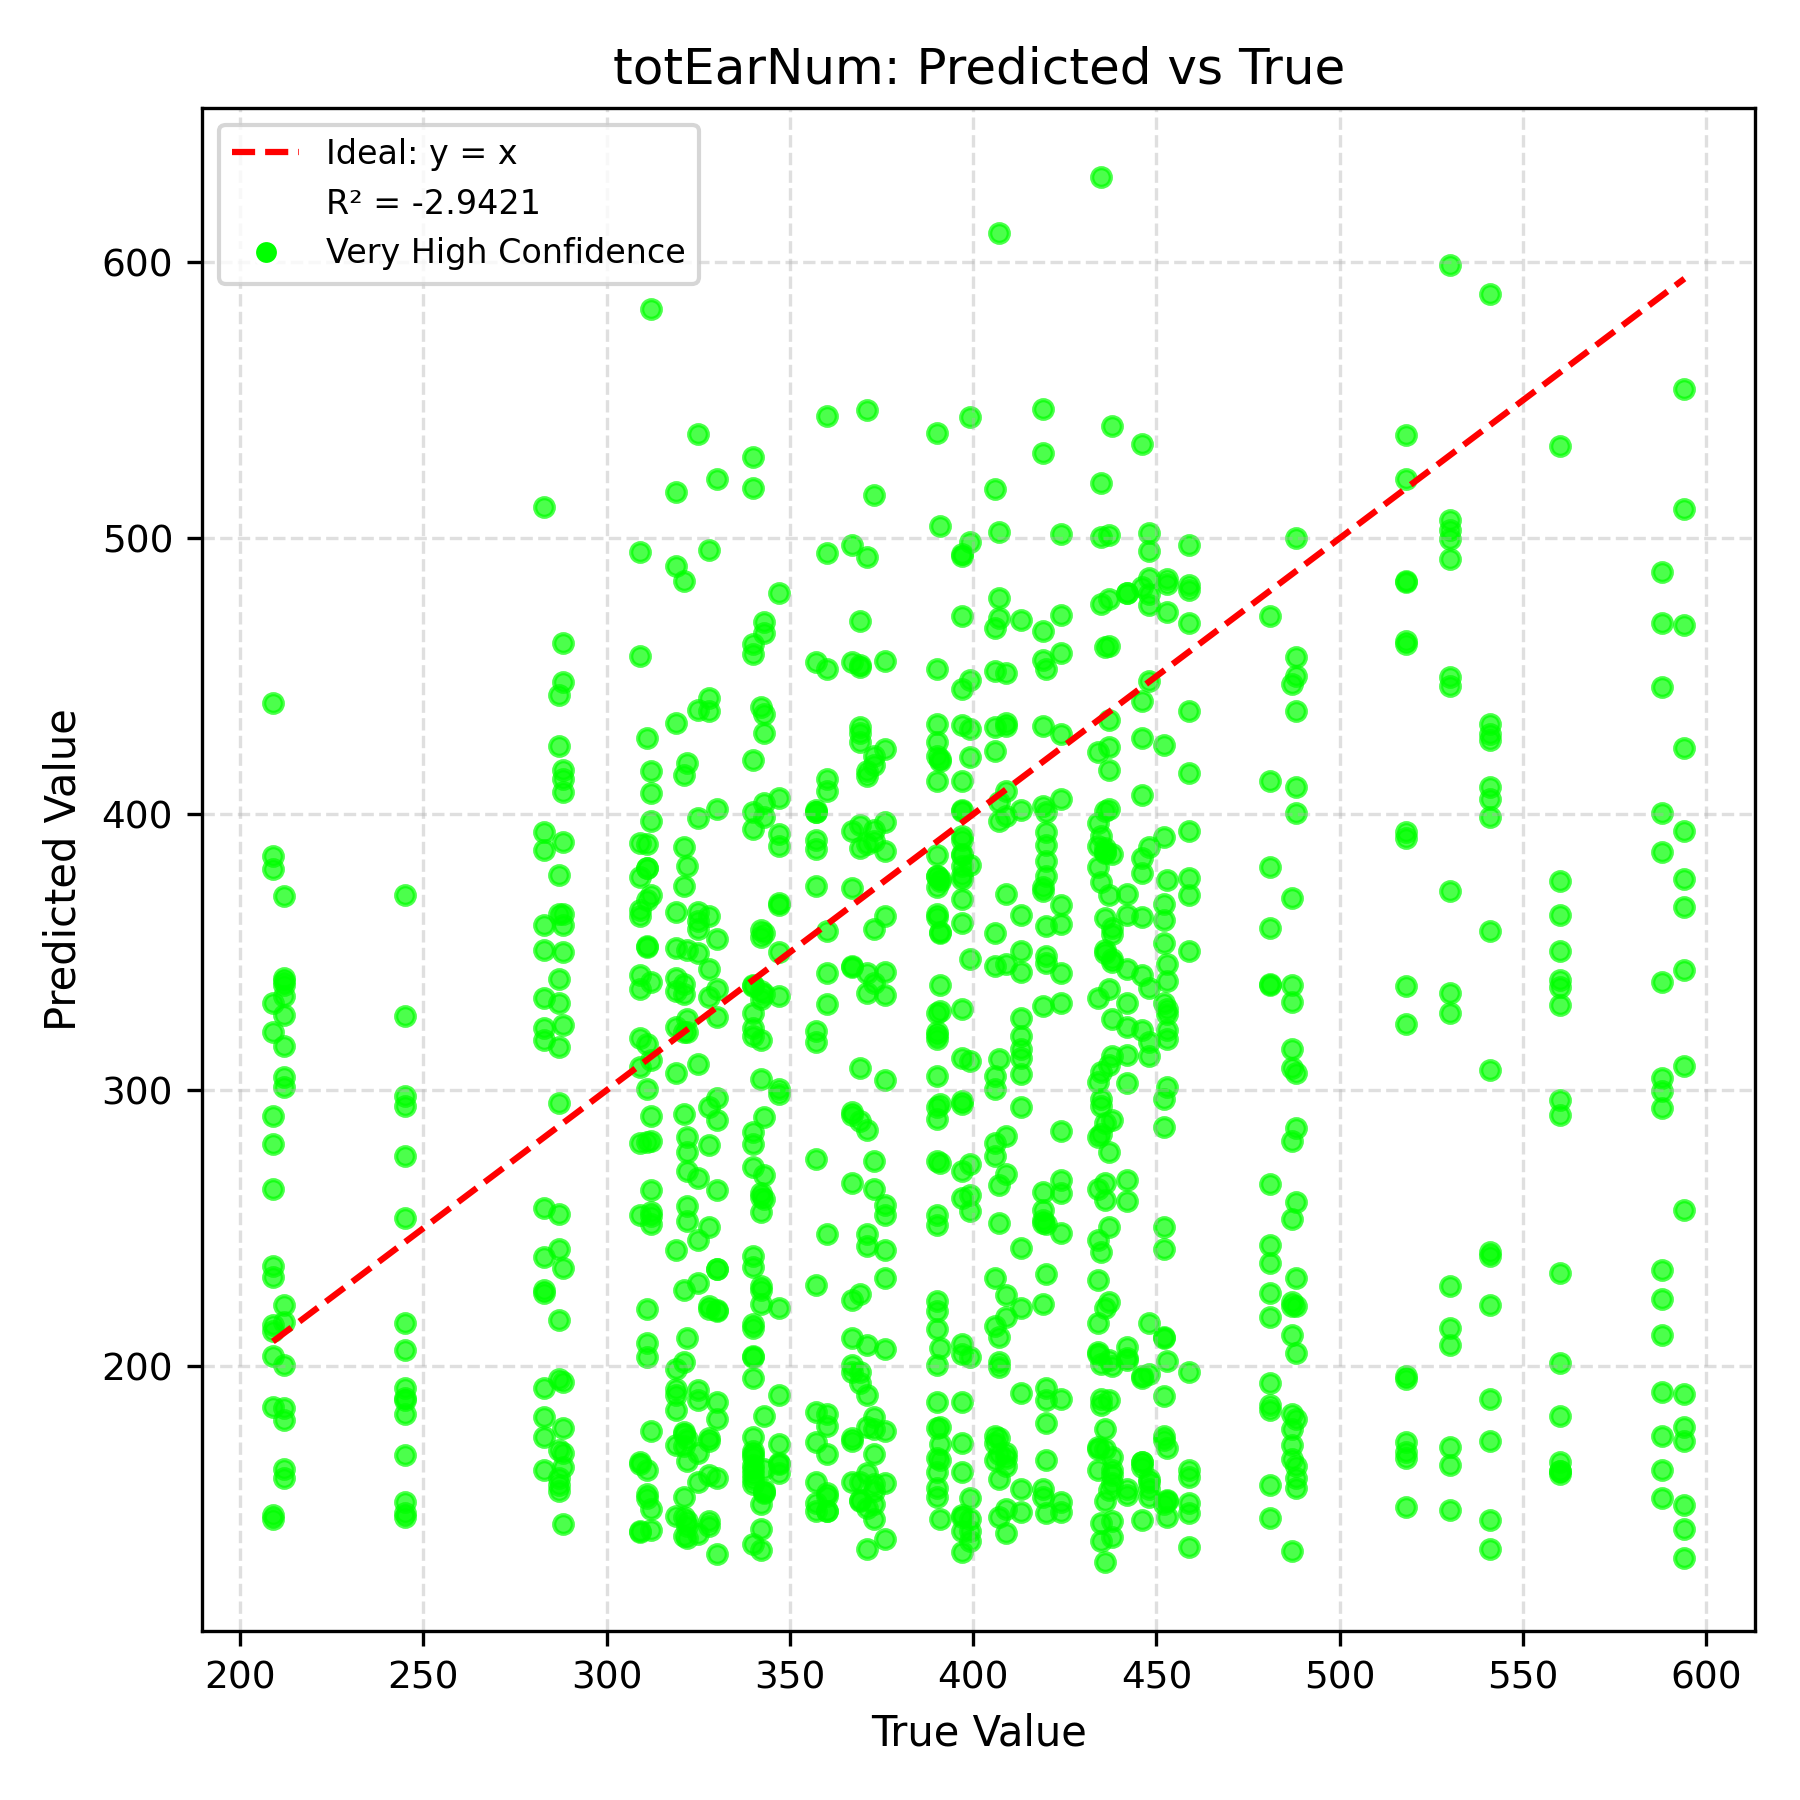 totEarNum: Predicted vs True
Ideal: y = x
R² = -2.9421
Very High Confidence
Predicted Value
600
500
400
300
200
200 250 300 350 400 450 500 550 600
True Value